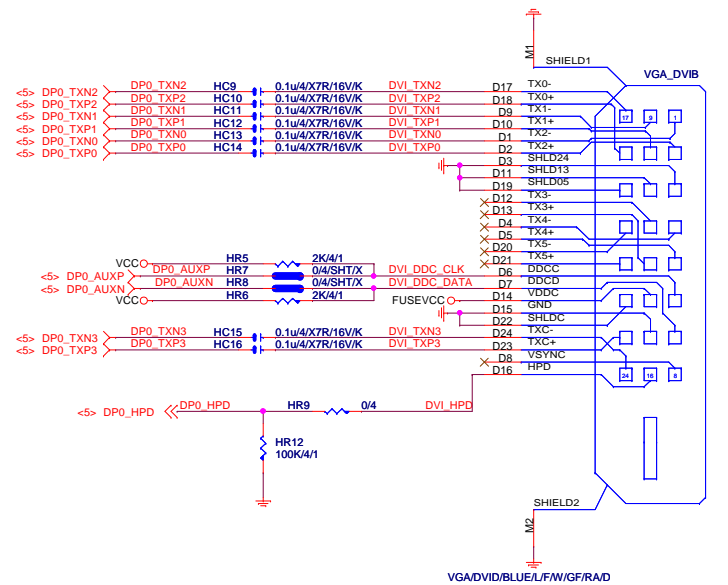 M1
SHIELD1
VGA_DVIB
<5> DP0_TXN2 DP0_TXN2 HC9 0.1u/4/X7R/16V/K DVI_TXN2 D17 TX0-
<5> DP0_TXP2 DP0_TXP2 HC10 0.1u/4/X7R/16V/K DVI_TXP2 D18 TX0+
<5> DP0_TXN1 DP0_TXN1 HC11 0.1u/4/X7R/16V/K DVI_TXN1 D9 TX1-
<5> DP0_TXP1 DP0_TXP1 HC12 0.1u/4/X7R/16V/K DVI_TXP1 D10 TX1+
<5> DP0_TXN0 DP0_TXN0 HC13 0.1u/4/X7R/16V/K DVI_TXN0 D1 TX2-
<5> DP0_TXP0 DP0_TXP0 HC14 0.1u/4/X7R/16V/K DVI_TXP0 D2 TX2+
17 9 1
D3 SHLD24
D11 SHLD13
D19 SHLD05
D12 TX3-
D13 TX3+
D4 TX4-
D5 TX4+
D20 TX5-
D21 TX5+
VCC HR5 2K/4/1
<5> DP0_AUXP DP0_AUXP HR7 0/4/SHT/X DVI_DDC_CLK D6 DDCC
<5> DP0_AUXN DP0_AUXN HR8 0/4/SHT/X DVI_DDC_DATA D7 DDCD
VCC HR6 2K/4/1 FUSEVCC D14 VDDC
D15 GND
D22 SHLDC
<5> DP0_TXN3 DP0_TXN3 HC15 0.1u/4/X7R/16V/K DVI_TXN3 D24 TXC-
<5> DP0_TXP3 DP0_TXP3 HC16 0.1u/4/X7R/16V/K DVI_TXP3 D23 TXC+
D8 VSYNC
D16 HPD
24 16 8
<5> DP0_HPD DP0_HPD HR9 0/4 DVI_HPD
HR12
100K/4/1
SHIELD2
M2
VGA/DVID/BLUE/L/F/W/GF/RA/D